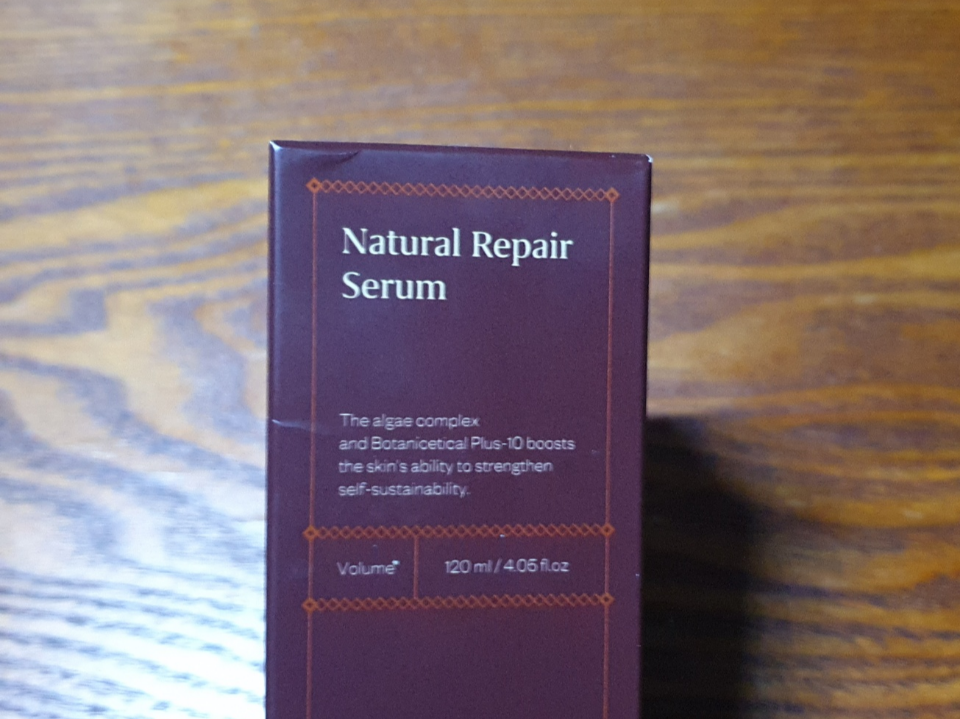 Natural Repair
Serum
The algae complex
and Botanicetical Plus-10 boosts
the skin's ability to strengthen
self-sustainability.
Volume"
120 ml / 4.05 fl.oz